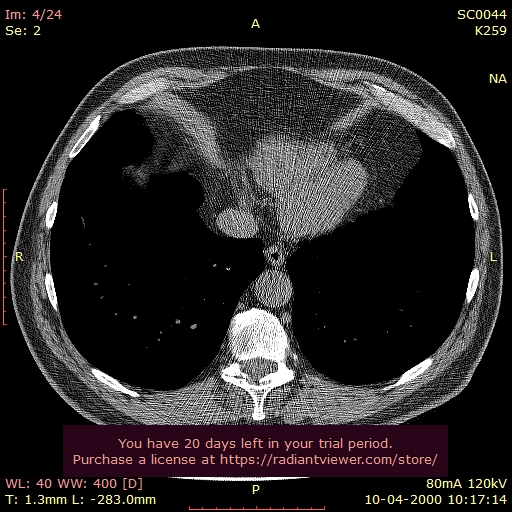 Im: 4/24
Se: 2
A
SC0044
K259
NA
R
L
You have 20 days left in your trial period.
Purchase a license at https://radiantviewer.com/store/
WL: 40 WW: 400 [D]
T: 1.3mm L: -283.0mm
P
80mA 120kV
10-04-2000 10:17:14